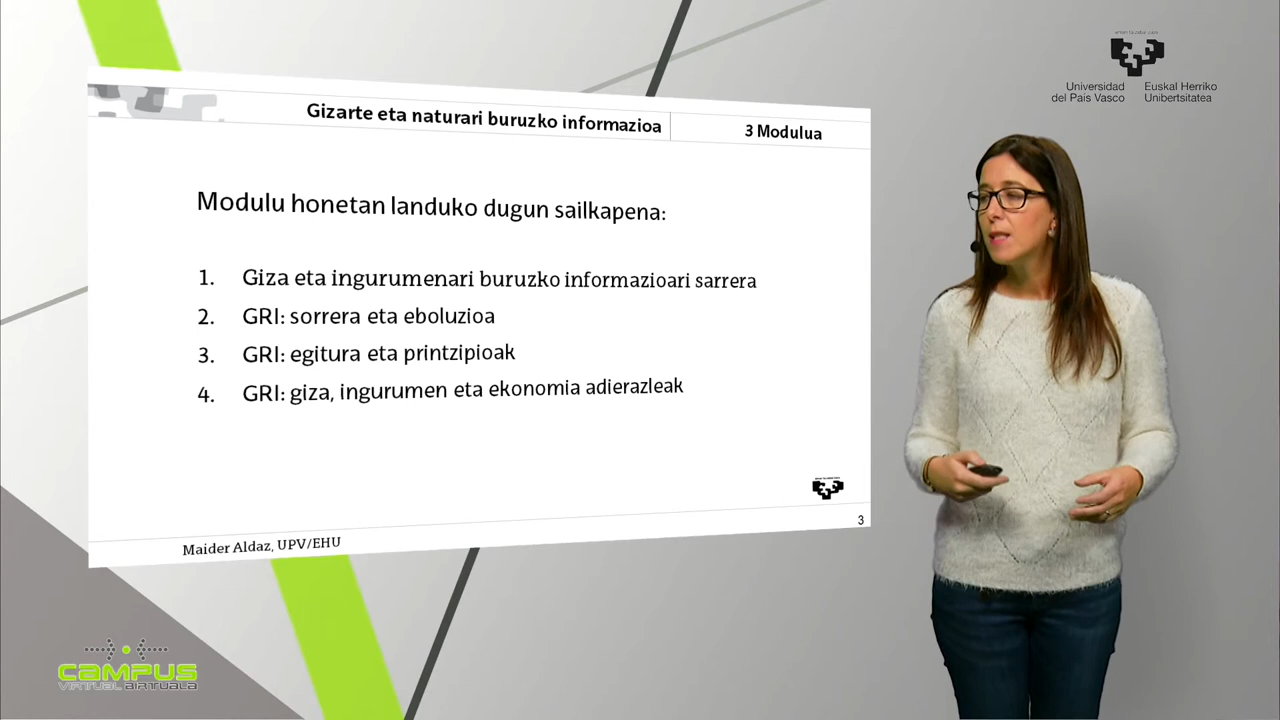 Universidad
del País Vasco
Euskal Herriko
Unibertsitatea
Gizarte eta naturari buruzko informazioa
3 Modulua
Modulu honetan landuko dugun sailkapena:
1. Giza eta ingurumenari buruzko informazioari sarrera
2. GRI: sorrera eta eboluzioa
3. GRI: egitura eta printzipioak
4. GRI: giza, ingurumen eta ekonomia adierazleak
3
Maider Aldaz, UPV/EHU
CAMPUS
VIRTUAL BIRTUALA